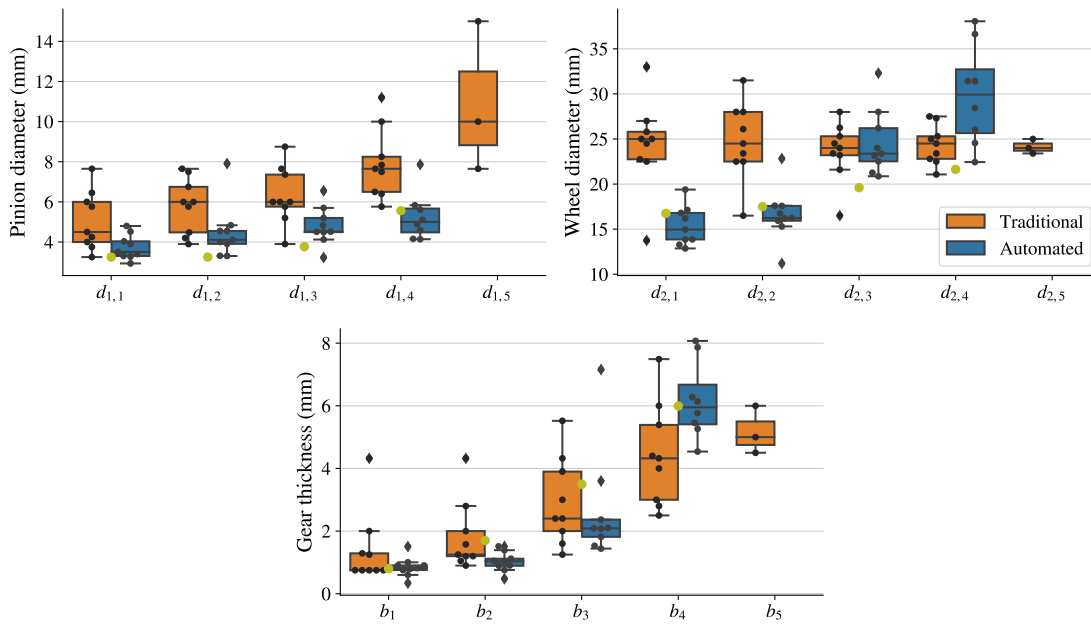 Pinion diameter (mm)
14
12
10
8
6
4
d1,1 d1,2 d1,3 d1,4 d1,5
Wheel diameter (mm)
35
30
25
20
15
10
Traditional
Automated
d2,1 d2,2 d2,3 d2,4 d2,5
Gear thickness (mm)
8
6
4
2
0
b1 b2 b3 b4 b5